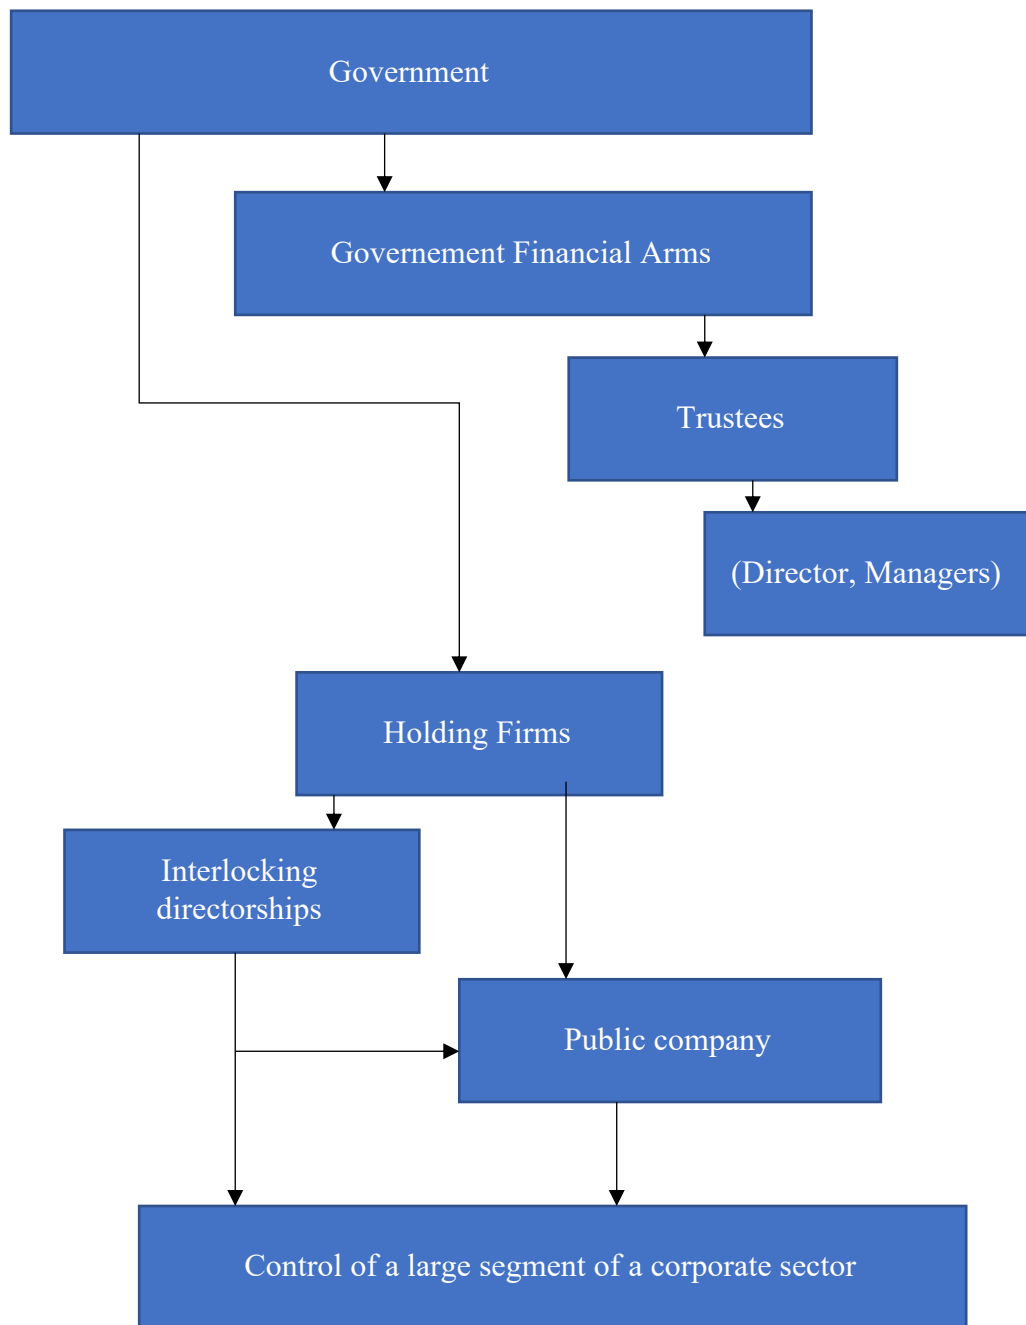 Government
Governement Financial Arms
Trustees
(Director, Managers)
Holding Firms
Interlocking
directorships
Public company
Control of a large segment of a corporate sector